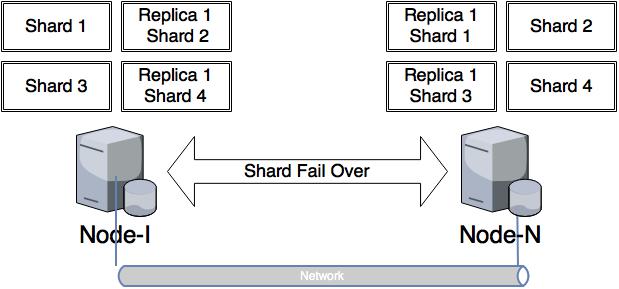 Shard 1
Replica 1
Shard 2
Replica 1
Shard 1
Shard 2
Shard 3
Replica 1
Shard 4
Replica 1
Shard 3
Shard 4
Shard Fail Over
Node-I
Node-N
Network